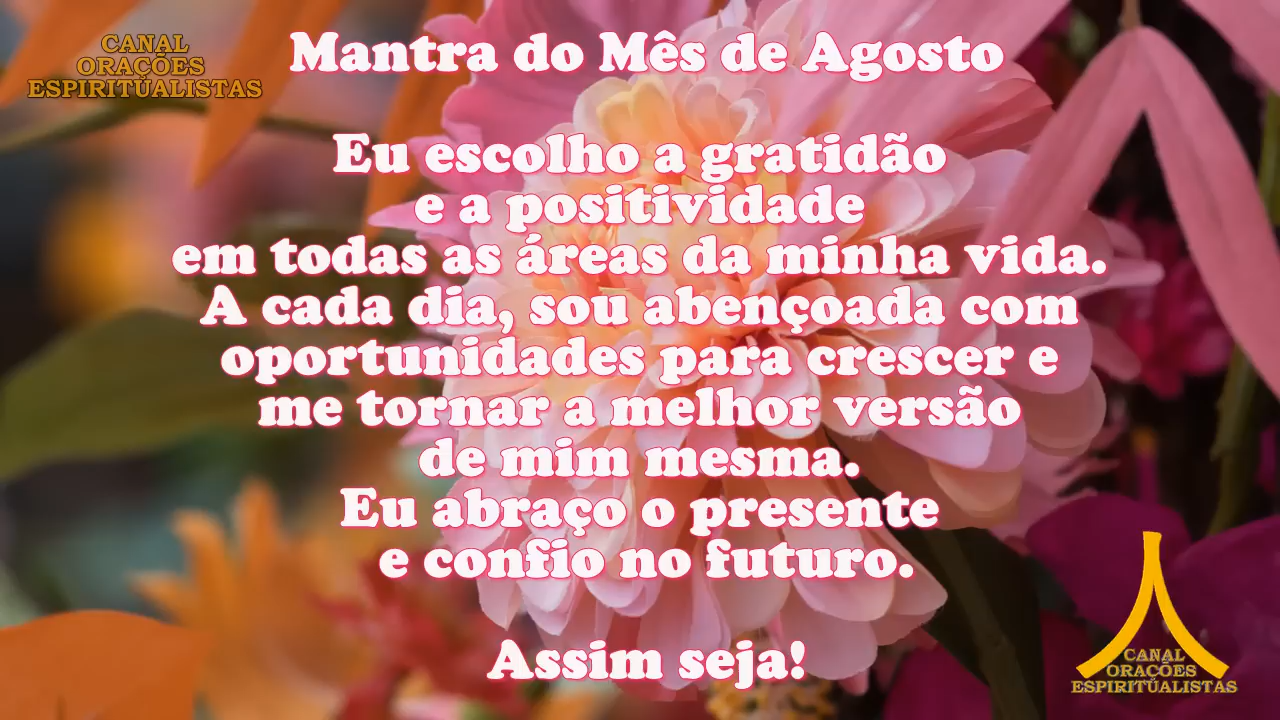 CANAL
ORAÇÕES
ESPIRITUALISTAS
Mantra do Mês de Agosto
Eu escolho a gratidão
e a positividade
em todas as áreas da minha vida.
A cada dia, sou abençoada com
oportunidades para crescer e
me tornar a melhor versão
de mim mesma.
Eu abraço o presente
e confio no futuro.
Assim seja!
CANAL
ORAÇÕES
ESPIRITUALISTAS